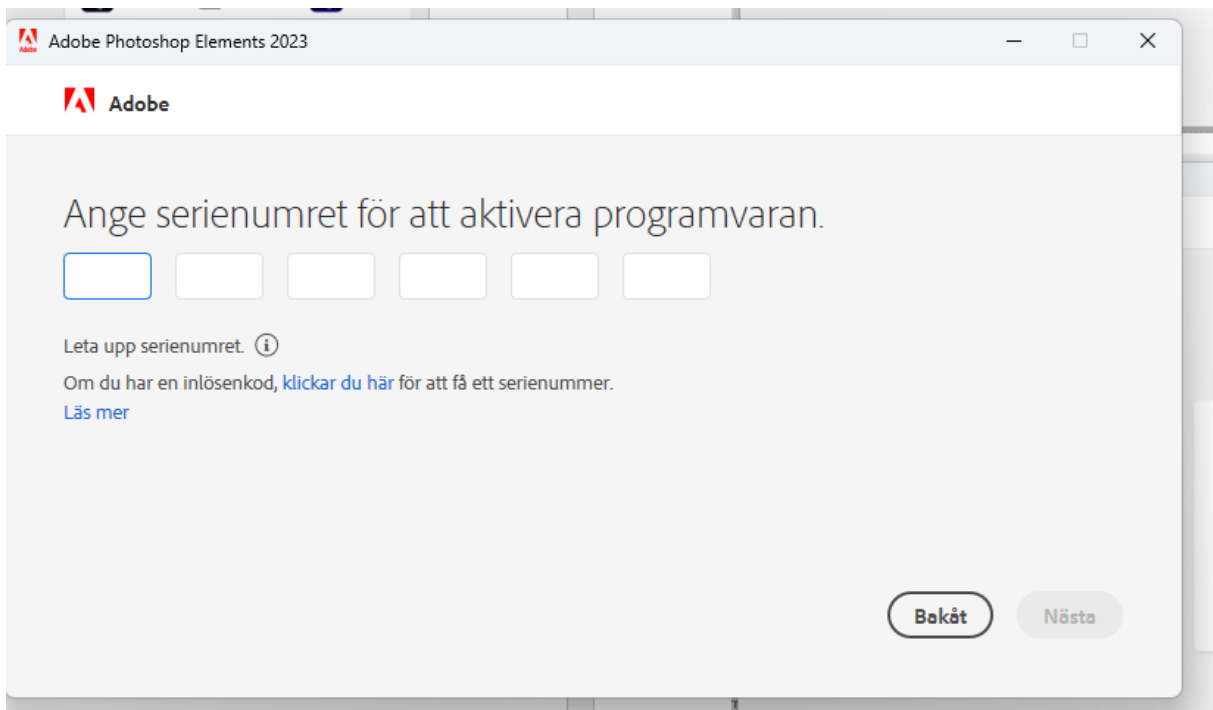 Adobe Photoshop Elements 2023
Adobe
Ange serienumret för att aktivera programvaran.
Leta upp serienumret.
Om du har en inlösenkod, klickar du här för att få ett serienummer.
Läs mer
Bakåt
Nästa